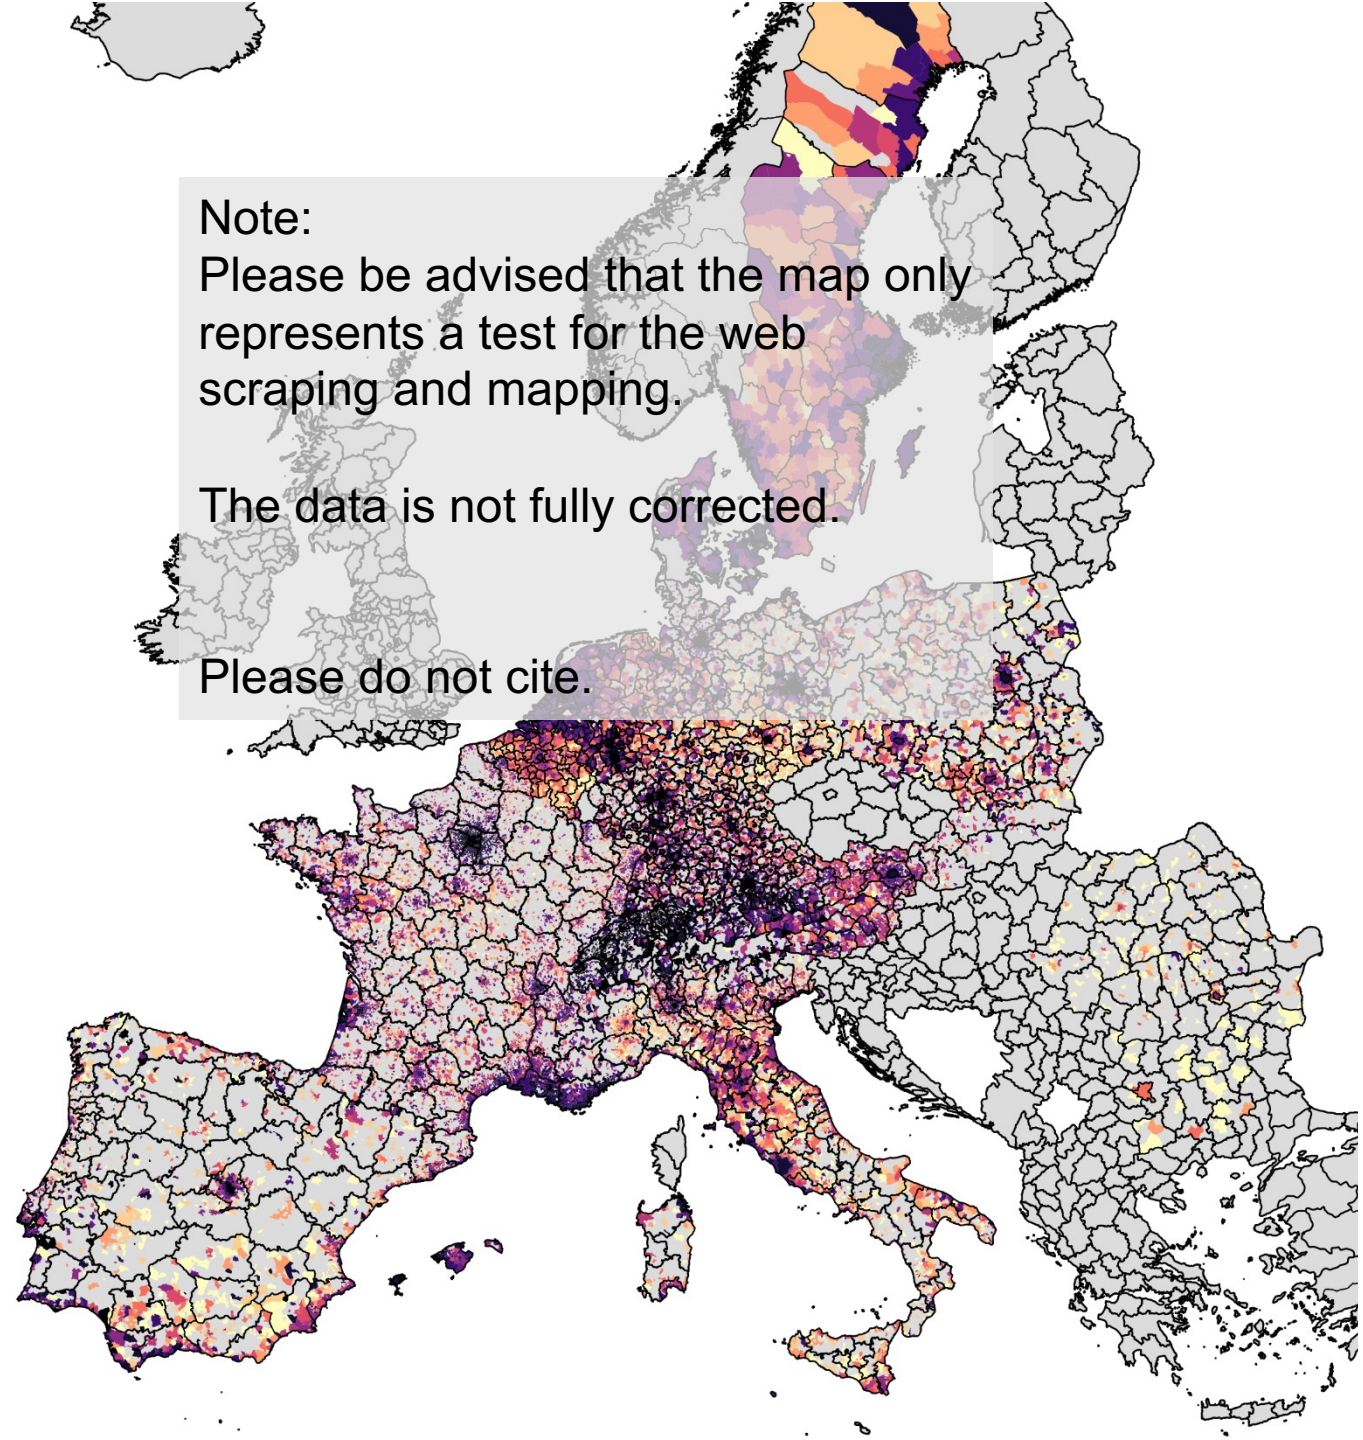 Note:
Please be advised that the map only
represents a test for the web
scraping and mapping.
The data is not fully corrected.
Please do not cite.